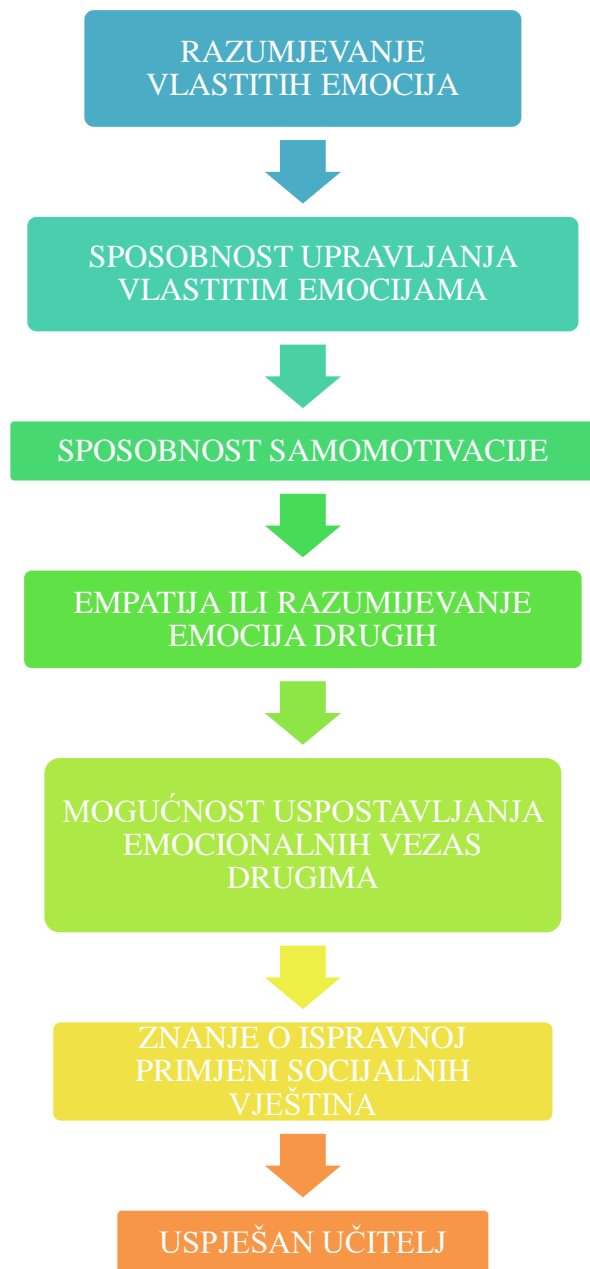 RAZUMJEVANJE
VLASTITIH EMOCIJA
SPOSOBNOST UPRAVLJANJA
VLASTITIM EMOCIJAMA
SPOSOBNOST SAMOMOTIVACIJE
EMPATIJA ILI RAZUMIJEVANJE
EMOCIJA DRUGIH
MOGUĆNOST USPOSTAVLJANJA
EMOCIONALNIH VEZAS
DRUGIMA
ZNANJE O ISPRAVNOJ
PRIMJENI SOCIJALNIH
VJEŠTINA
USPJEŠAN UČITELJ